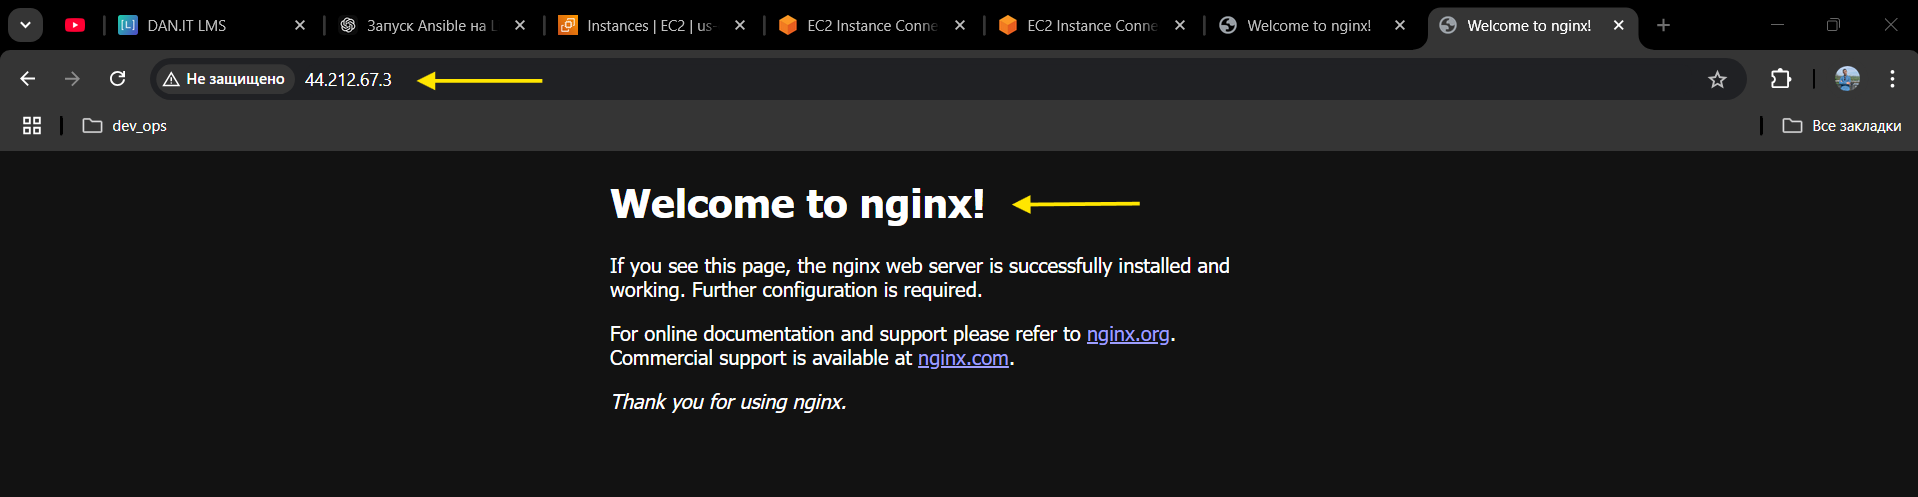 DAN.IT LMS
Запуск Ansible на L
Instances | EC2 | us-
EC2 Instance Conne
EC2 Instance Conne
Welcome to nginx!
Welcome to nginx!
Не защищено
44.212.67.3
dev_ops
Все закладки
Welcome to nginx!
If you see this page, the nginx web server is successfully installed and
working. Further configuration is required.
For online documentation and support please refer to nginx.org.
Commercial support is available at nginx.com.
Thank you for using nginx.